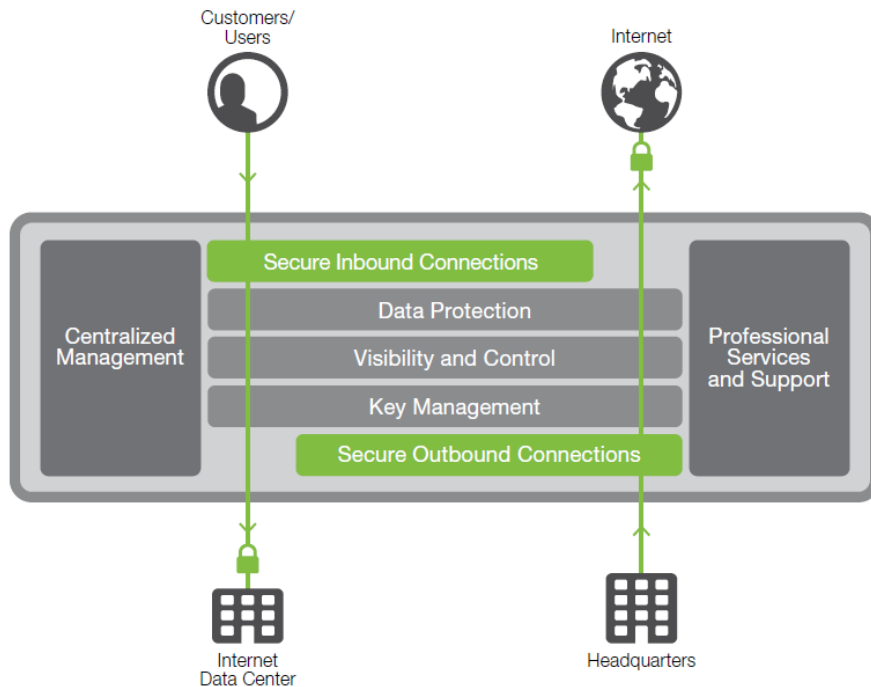 Customers/
Users
Internet
Secure Inbound Connections
Data Protection
Centralized
Management
Visibility and Control
Professional
Services
and Support
Key Management
Secure Outbound Connections
Internet
Data Center
Headquarters